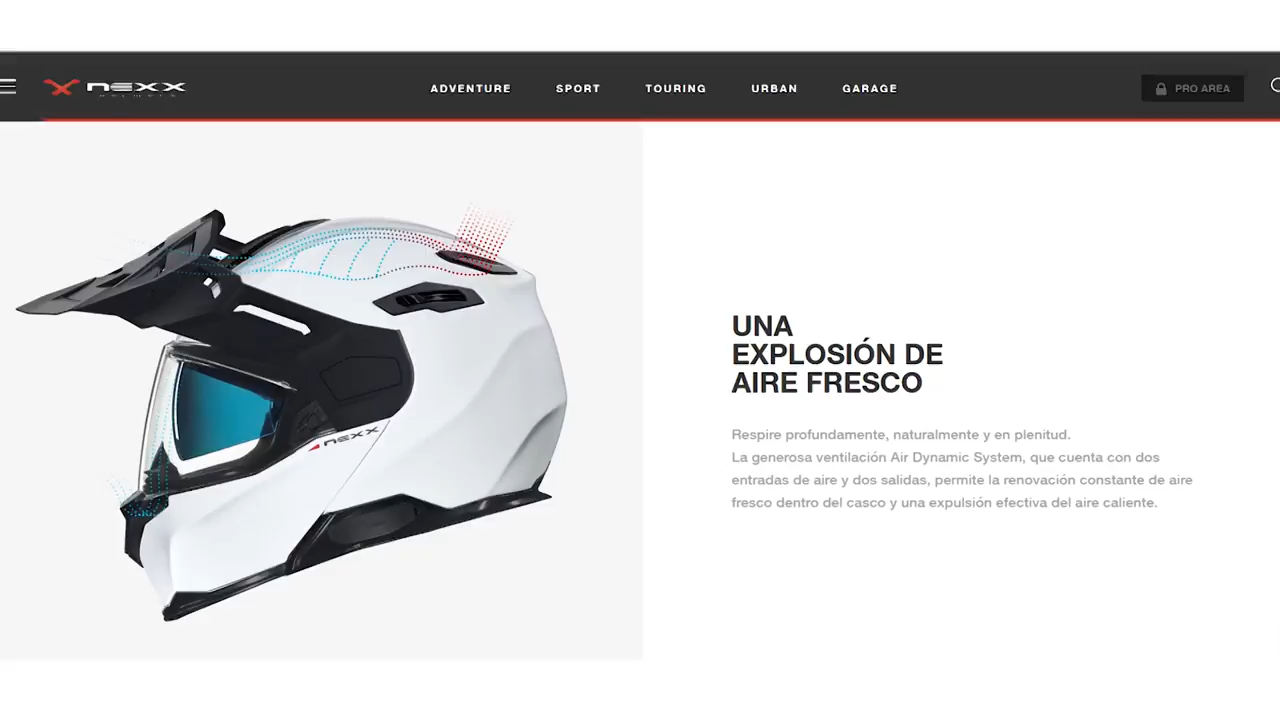 NEXX
ADVENTURE SPORT TOURING URBAN GARAGE
PRO AREA
NEXX
UNA
EXPLOSIÓN DE
AIRE FRESCO
Respire profundamente, naturalmente y en plenitud.
La generosa ventilación Air Dynamic System, que cuenta con dos
entradas de aire y dos salidas, permite la renovación constante de aire
fresco dentro del casco y una expulsión efectiva del aire caliente.